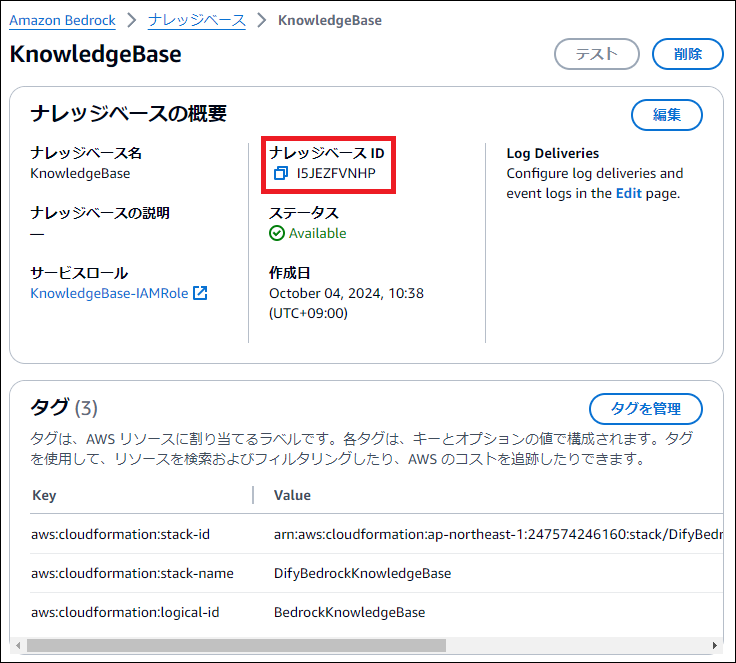 Amazon Bedrock > ナレッジベース > KnowledgeBase
KnowledgeBase
テスト
削除
ナレッジベースの概要
編集
ナレッジベース名
KnowledgeBase
ナレッジベースの説明
—
サービスロール
KnowledgeBase-IAMRole
ナレッジベース ID
I5JEZFVNHP
ステータス
Available
作成日
October 04, 2024, 10:38
(UTC+09:00)
Log Deliveries
Configure log deliveries and
event logs in the Edit page.
タグ (3)
タグを管理
タグは、AWS リソースに割り当てるラベルです。各タグは、キーとオプションの値で構成されます。タグ
を使用して、リソースを検索およびフィルタリングしたり、AWS のコストを追跡したりできます。
Key Value
aws:cloudformation:stack-id arn:aws:cloudformation:ap-northeast-1:247574246160:stack/DifyBedr
aws:cloudformation:stack-name DifyBedrockKnowledgeBase
aws:cloudformation:logical-id BedrockKnowledgeBase